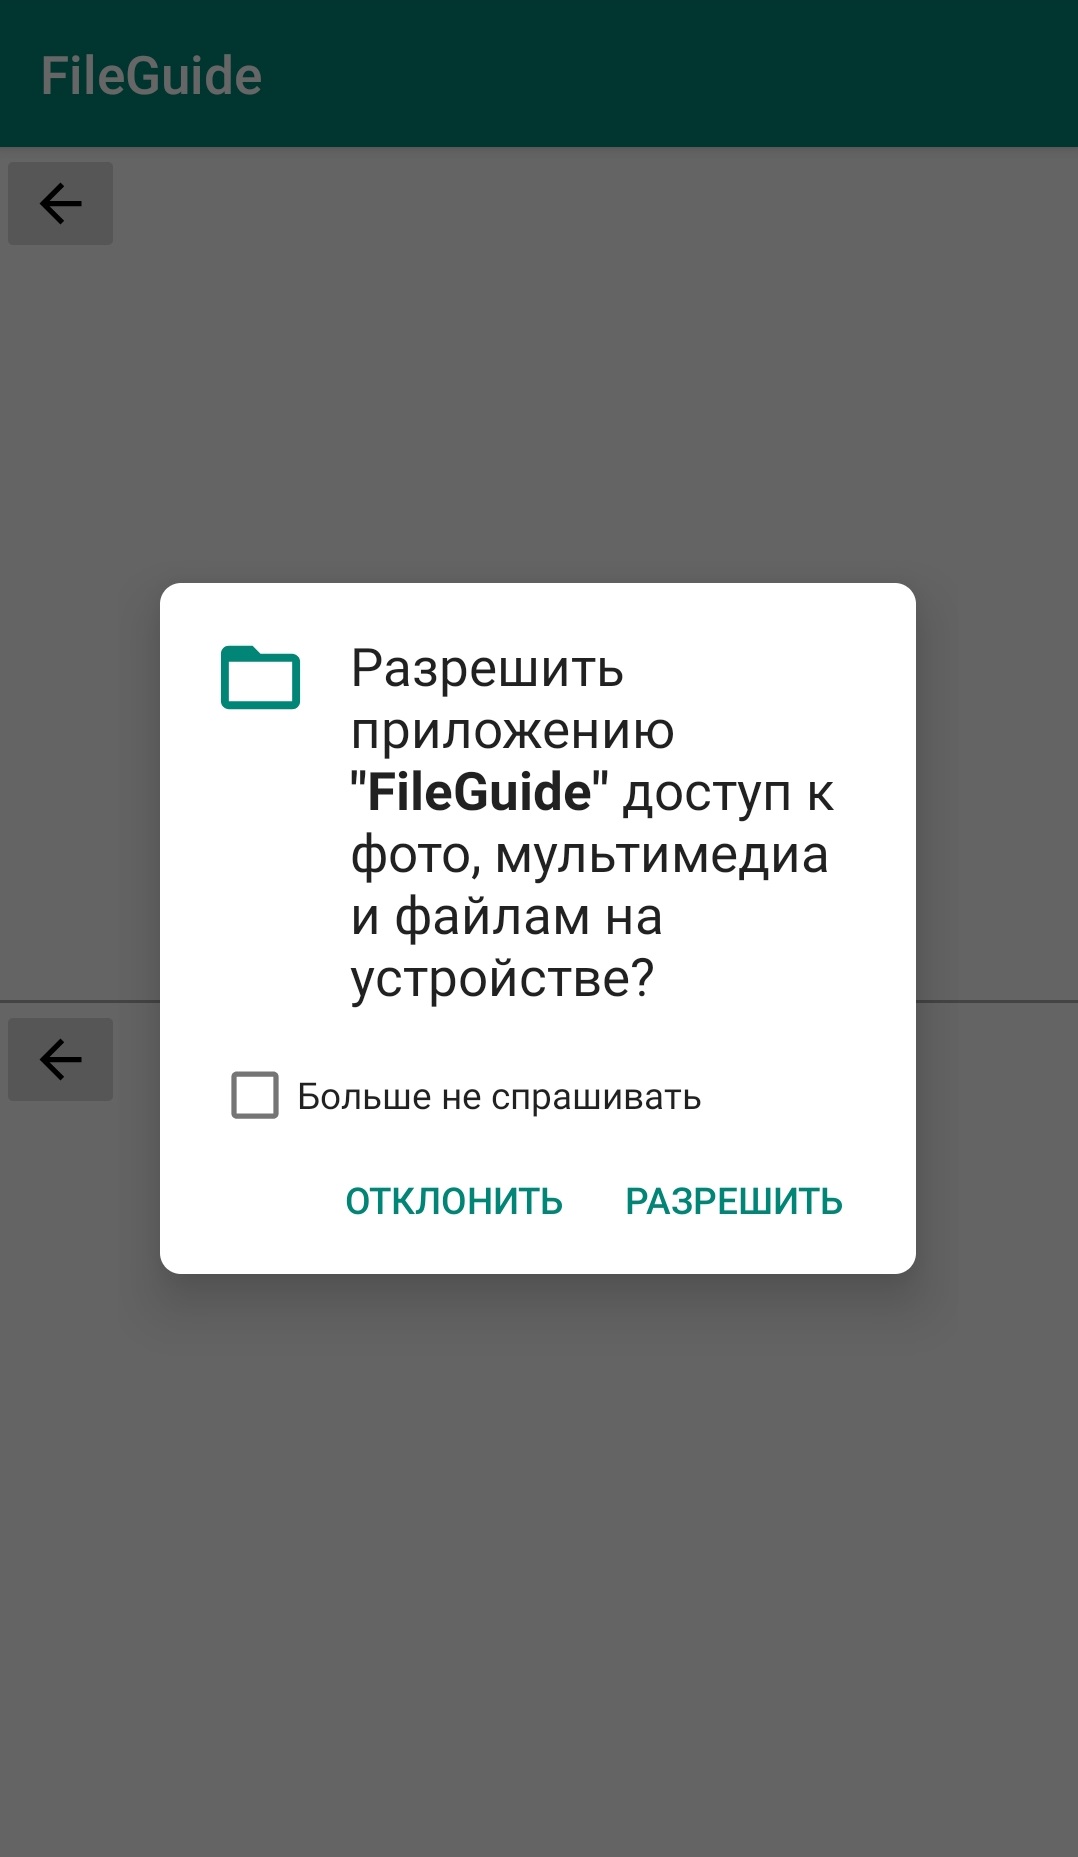 FileGuide
Разрешить
приложению
"FileGuide" доступ к
фото, мультимедиа
и файлам на
устройстве?
Больше не спрашивать
ОТКЛОНИТЬ РАЗРЕШИТЬ